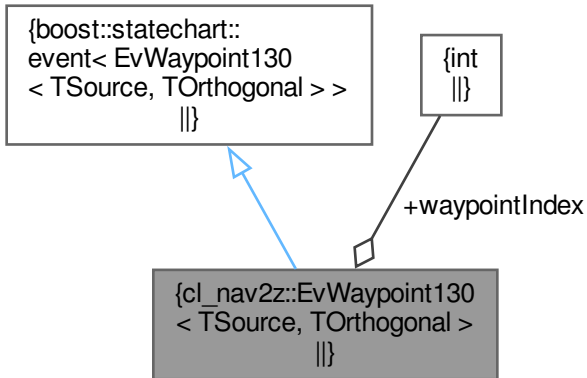 {boost::statechart::
event< EvWaypoint130
< TSource, TOrthogonal > >
||}
{int
||}
+waypointIndex
{cl_nav2z::EvWaypoint130
< TSource, TOrthogonal >
||}